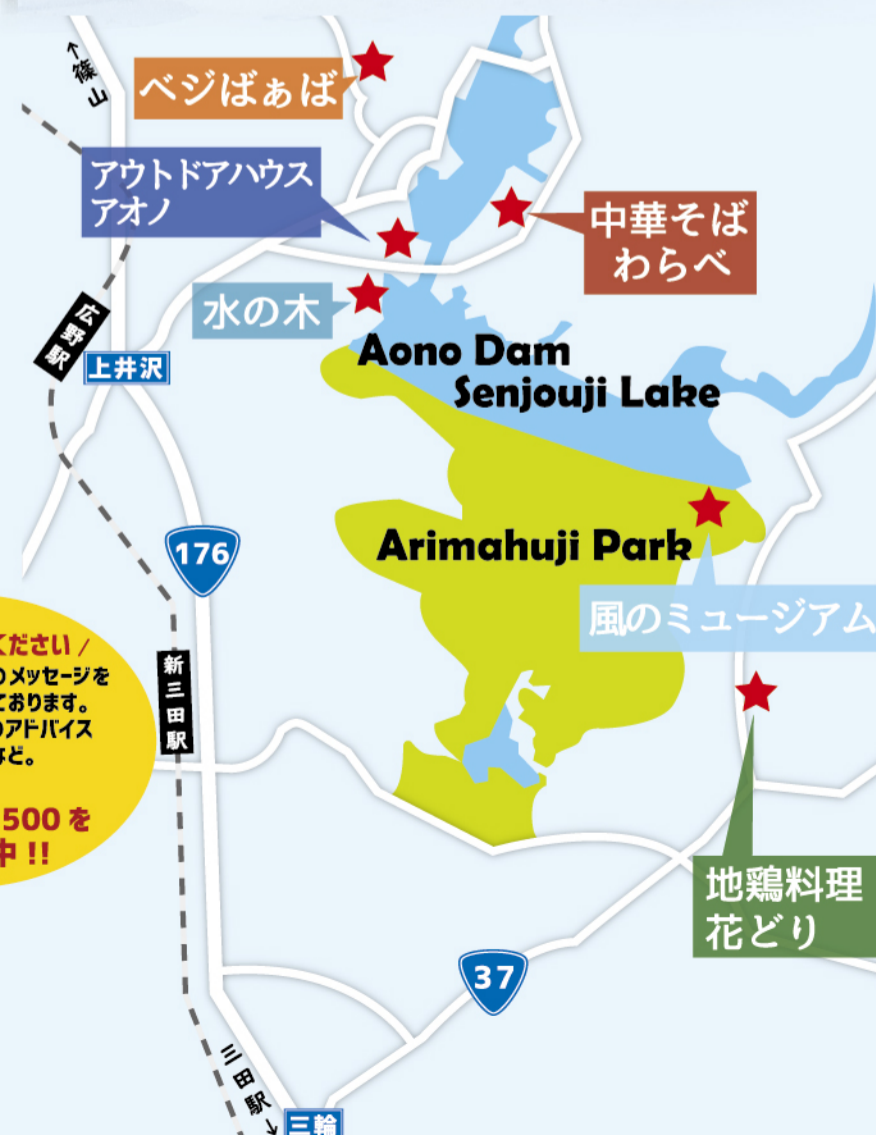 ↑篠山
ベジばぁば
アウトドアハウス
アオノ
中華そば
わらべ
水の木
広野駅
上井沢
Aono Dam
Senjouji Lake
176
Arimahuji Park
風のミュージアム
ください /
のメッセージを
ております。
のアドバイス
など。
500 を
中 !!
新三田駅
地鶏料理
花どり
37
三田駅↓
三輪